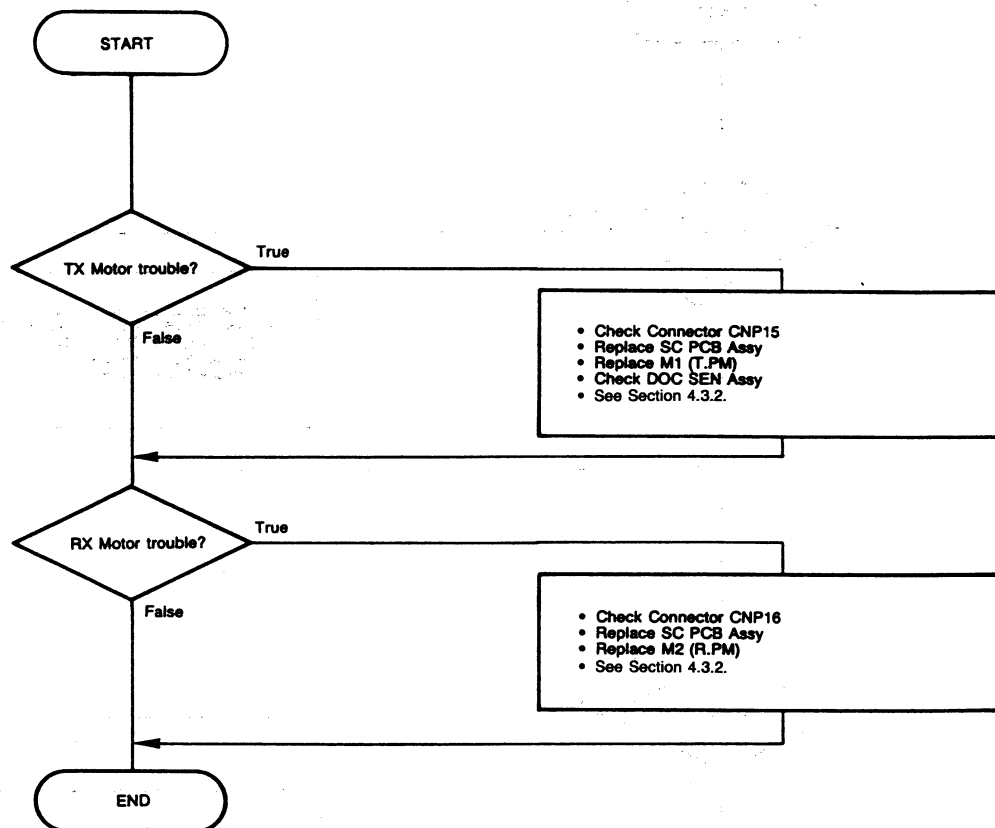 START
TX Motor trouble?
True
False
• Check Connector CNP15
• Replace SC PCB Assy
• Replace M1 (T.PM)
• Check DOC SEN Assy
• See Section 4.3.2.
RX Motor trouble?
True
False
• Check Connector CNP16
• Replace SC PCB Assy
• Replace M2 (R.PM)
• See Section 4.3.2.
END